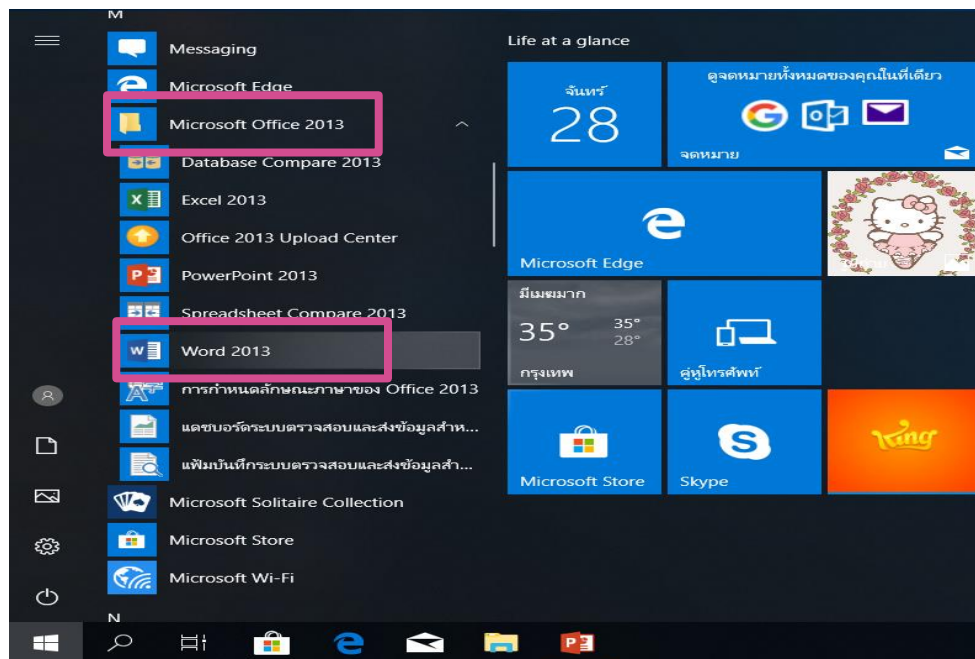 M
Messaging
Microsoft Edge
Microsoft Office 2013
Database Compare 2013
Excel 2013
Office 2013 Upload Center
PowerPoint 2013
Spreadsheet Compare 2013
Word 2013
การกำหนดลักษณะภาษาของ Office 2013
แดชบอร์ดระบบตรวจสอบและส่งข้อมูลสำห...
แฟ้มบันทึกระบบตรวจสอบและส่งข้อมูลสำ...
Microsoft Solitaire Collection
Microsoft Store
Microsoft Wi-Fi
N
Life at a glance
จันทร์
28
ดูจดหมายทั้งหมดของคุณในที่เดียว
จดหมาย
Microsoft Edge
มีเมฆมาก
35°
35°
28°
กรุงเทพ
คู่หูโทรศัพท์
Microsoft Store
Skype
King